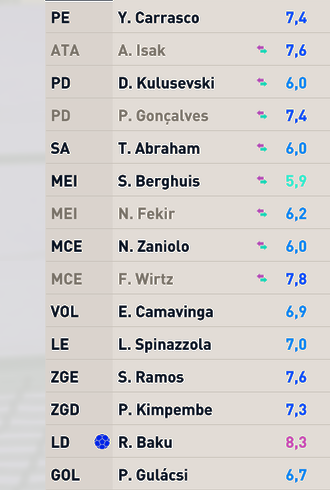 PE Y. Carrasco 7,4
ATA A. Isak 7,6
PD D. Kulusevski 6,0
PD P. Gonçalves 7,4
SA T. Abraham 6,0
MEI S. Berghuis 5,9
MEI N. Fekir 6,2
MCE N. Zaniolo 6,0
MCE F. Wirtz 7,8
VOL E. Camavinga 6,9
LE L. Spinazzola 7,0
ZGE S. Ramos 7,6
ZGD P. Kimpembe 7,3
LD R. Baku 8,3
GOL P. Gulácsi 6,7